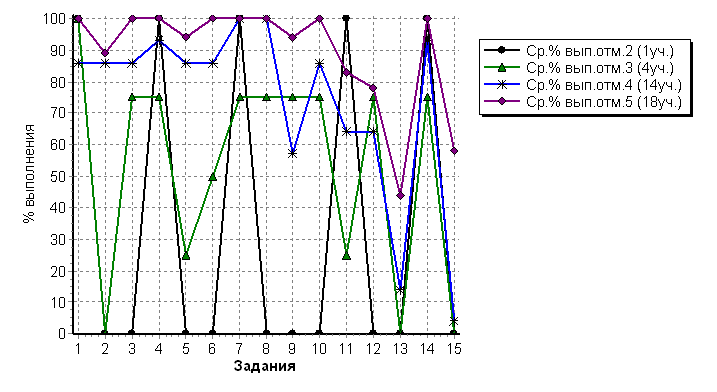 % выполнения
100
90
80
70
60
50
40
30
20
10
0
1 2 3 4 5 6 7 8 9 10 11 12 13 14 15
Задания
Ср.% вып.отм.2 (1уч.)
Ср.% вып.отм.3 (4уч.)
Ср.% вып.отм.4 (14уч.)
Ср.% вып.отм.5 (18уч.)